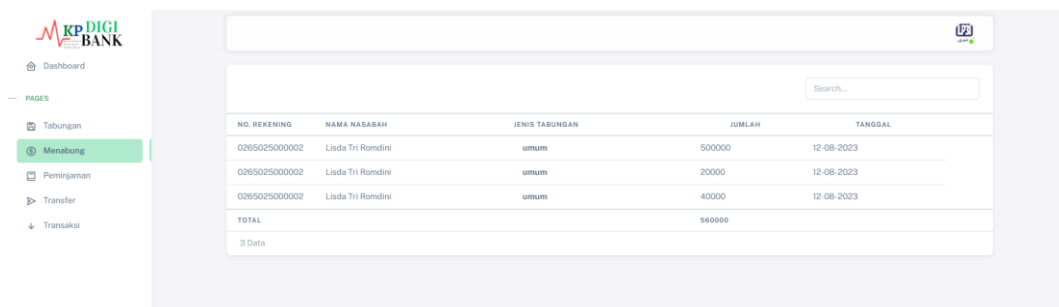 KP DIGI
BANK
Dashboard
PAGES
Tabungan
Menabung
Peminjaman
Transfer
Transaksi
Search...
NO. REKENING NAMA NASABAH JENIS TABUNGAN JUMLAH TANGGAL
0265025000002 Lisda Tri Romdini umum 500000 12-08-2023
0265025000002 Lisda Tri Romdini umum 20000 12-08-2023
0265025000002 Lisda Tri Romdini umum 40000 12-08-2023
TOTAL 560000
3 Data